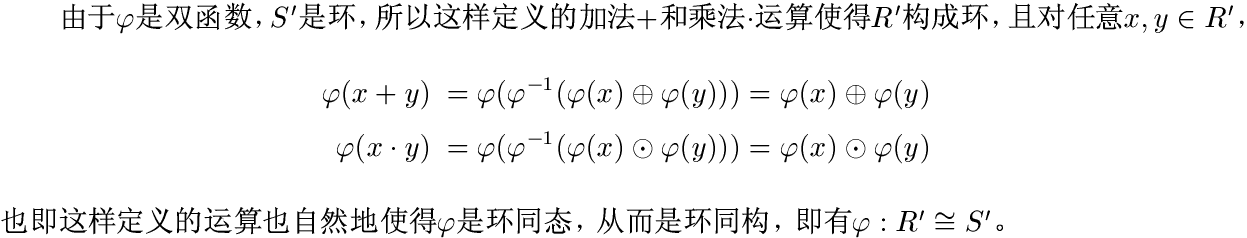 由于φ是双函数，S′是环，所以这样定义的加法+和乘法·运算使得R′构成环，且对任意x, y ∈ R′，
φ(x + y) = φ(φ⁻¹(φ(x) ⊕ φ(y))) = φ(x) ⊕ φ(y)
φ(x · y) = φ(φ⁻¹(φ(x) ⊙ φ(y))) = φ(x) ⊙ φ(y)
也即这样定义的运算也自然地使得φ是环同态，从而是环同构，即有φ : R′ ≅ S′。